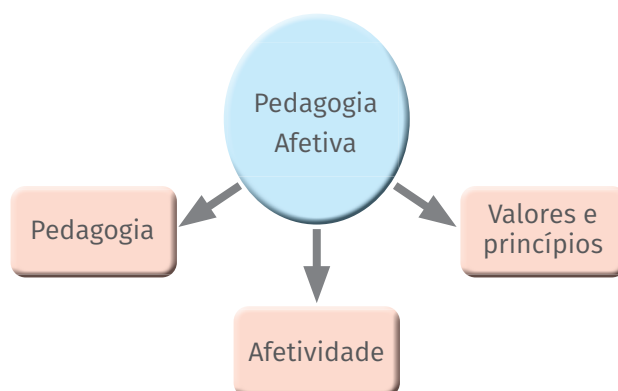 Pedagogia
Afetiva
Pedagogia
Valores e
princípios
Afetividade